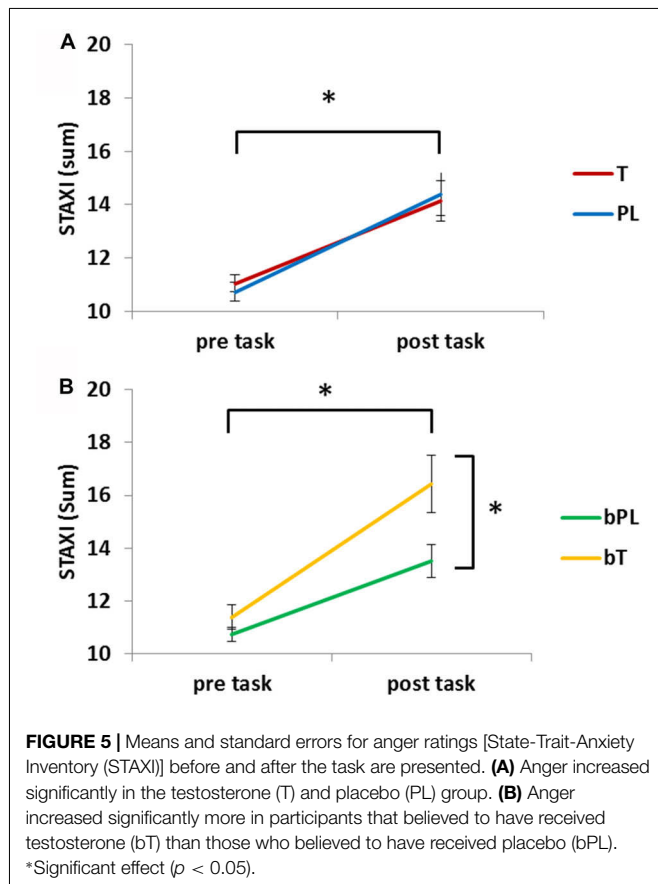 A
20
18
16
14
12
10
STAXI (sum)
*
T
PL
pre task
post task
B
20
18
16
14
12
10
STAXI (Sum)
*
*
bPL
bT
pre task
post task
FIGURE 5 | Means and standard errors for anger ratings [State-Trait-Anxiety
Inventory (STAXI)] before and after the task are presented. (A) Anger increased
significantly in the testosterone (T) and placebo (PL) group. (B) Anger
increased significantly more in participants that believed to have received
testosterone (bT) than those who believed to have received placebo (bPL).
*Significant effect (p < 0.05).